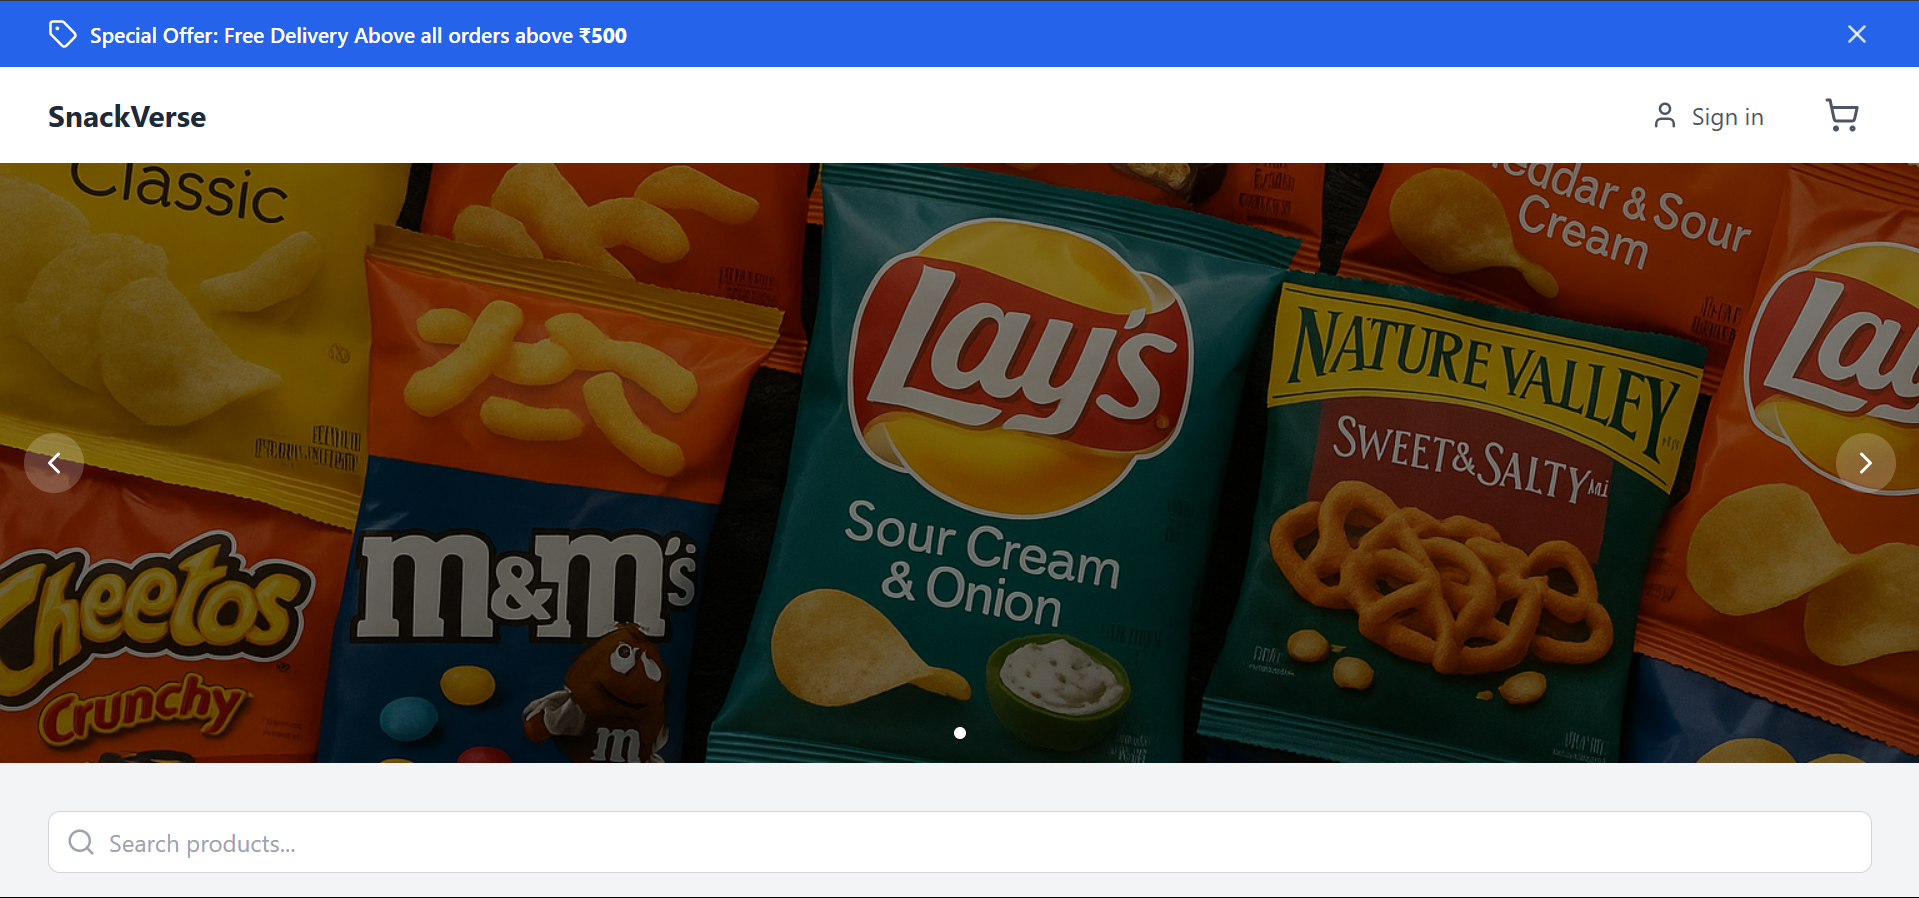 Special Offer: Free Delivery Above all orders above ₹500
SnackVerse
Sign in
Classic
Cheddar & Sour
Cream
Lay's
Lay
NATURE VALLEY
SWEET & SALTY
Sour Cream
& Onion
Cheetos
Crunchy
m&m's
m
Search products...